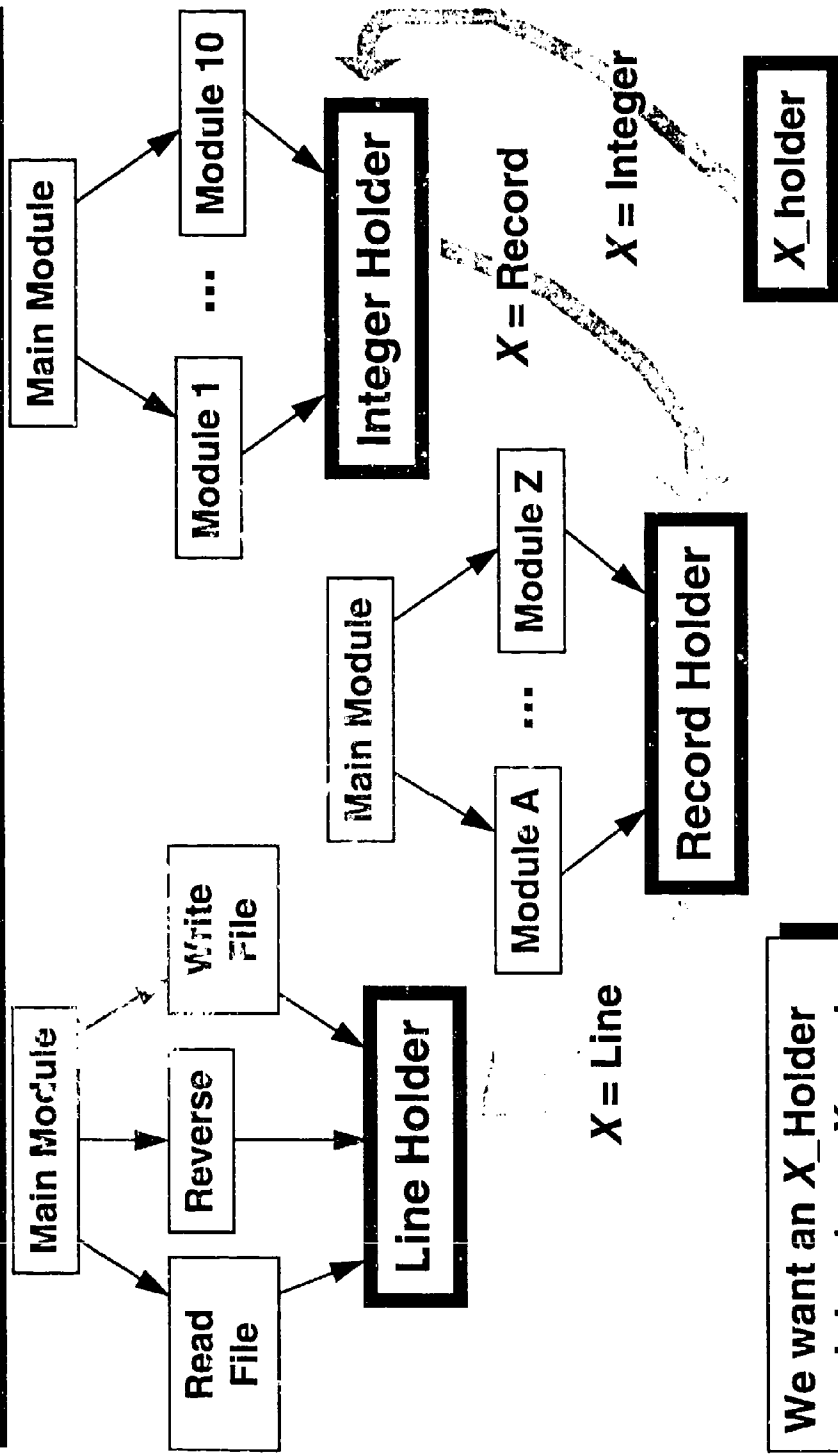 Main Module
Read
File
Reverse
Write
File
Line Holder
X = Line
Main Module
Module A
...
Module Z
Record Holder
Main Module
Module 1
...
Module 10
Integer Holder
X = Record
X = Integer
X_holder
We want an X_Holder